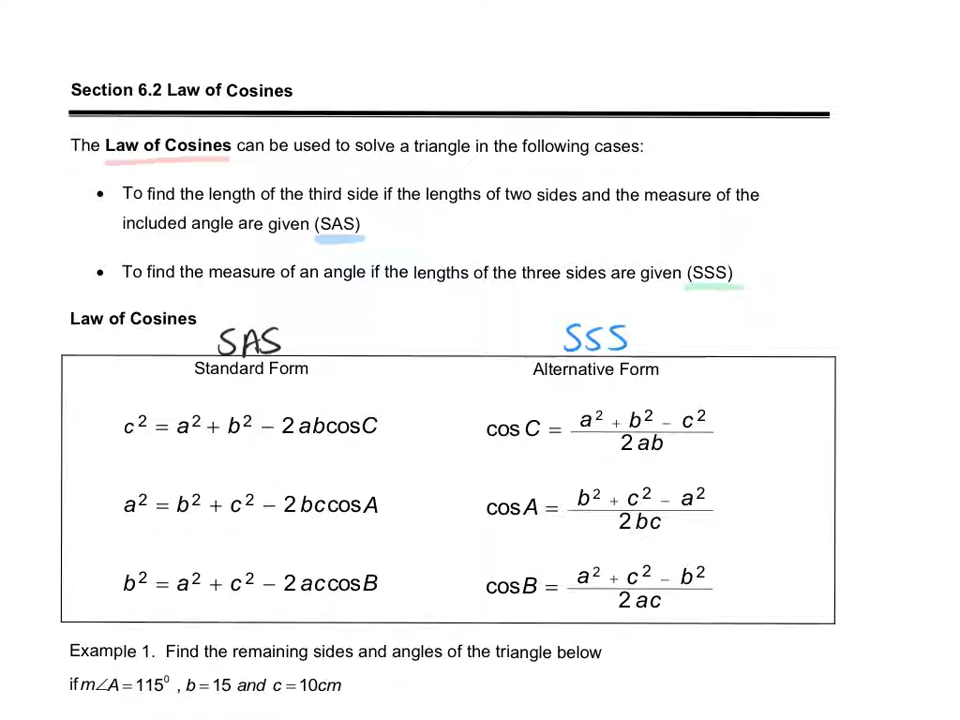 Section 6.2 Law of Cosines
The Law of Cosines can be used to solve a triangle in the following cases:
• To find the length of the third side if the lengths of two sides and the measure of the
included angle are given (SAS)
• To find the measure of an angle if the lengths of the three sides are given (SSS)
Law of Cosines
SAS SSS
Standard Form Alternative Form
c² = a² + b² − 2abcosC cos C = (a² + b² − c²) / 2ab
a² = b² + c² − 2bccosA cosA = (b² + c² − a²) / 2bc
b² = a² + c² − 2accosB cosB = (a² + c² − b²) / 2ac
Example 1. Find the remaining sides and angles of the triangle below
if m∠A = 115⁰ , b = 15 and c = 10cm